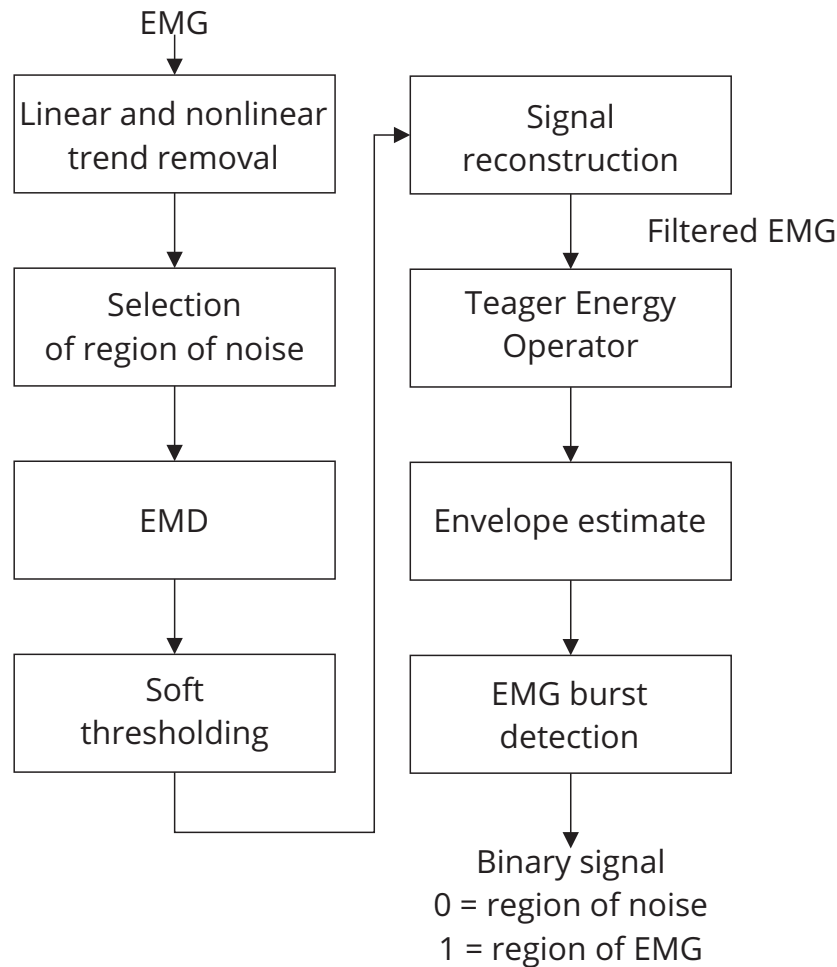 EMG
Linear and nonlinear
trend removal
Selection
of region of noise
EMD
Soft
thresholding
Signal
reconstruction
Filtered EMG
Teager Energy
Operator
Envelope estimate
EMG burst
detection
Binary signal
0 = region of noise
1 = region of EMG